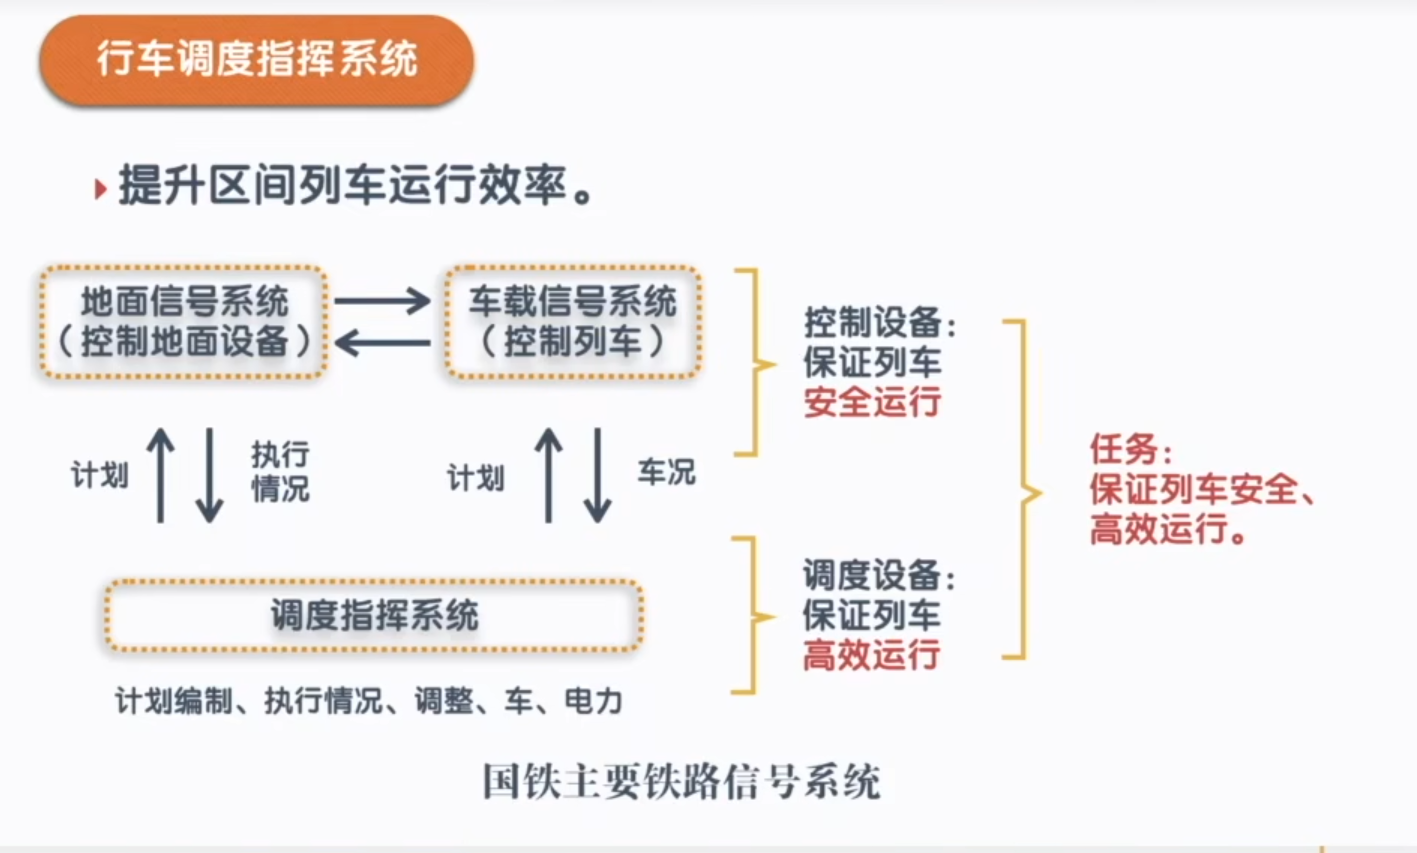 行车调度指挥系统
提升区间列车运行效率。
地面信号系统
（控制地面设备）
车载信号系统
（控制列车）
计划
执行
情况
计划
车况
调度指挥系统
计划编制、执行情况、调整、车、电力
控制设备：
保证列车
安全运行
调度设备：
保证列车
高效运行
任务：
保证列车安全、
高效运行。
国铁主要铁路信号系统